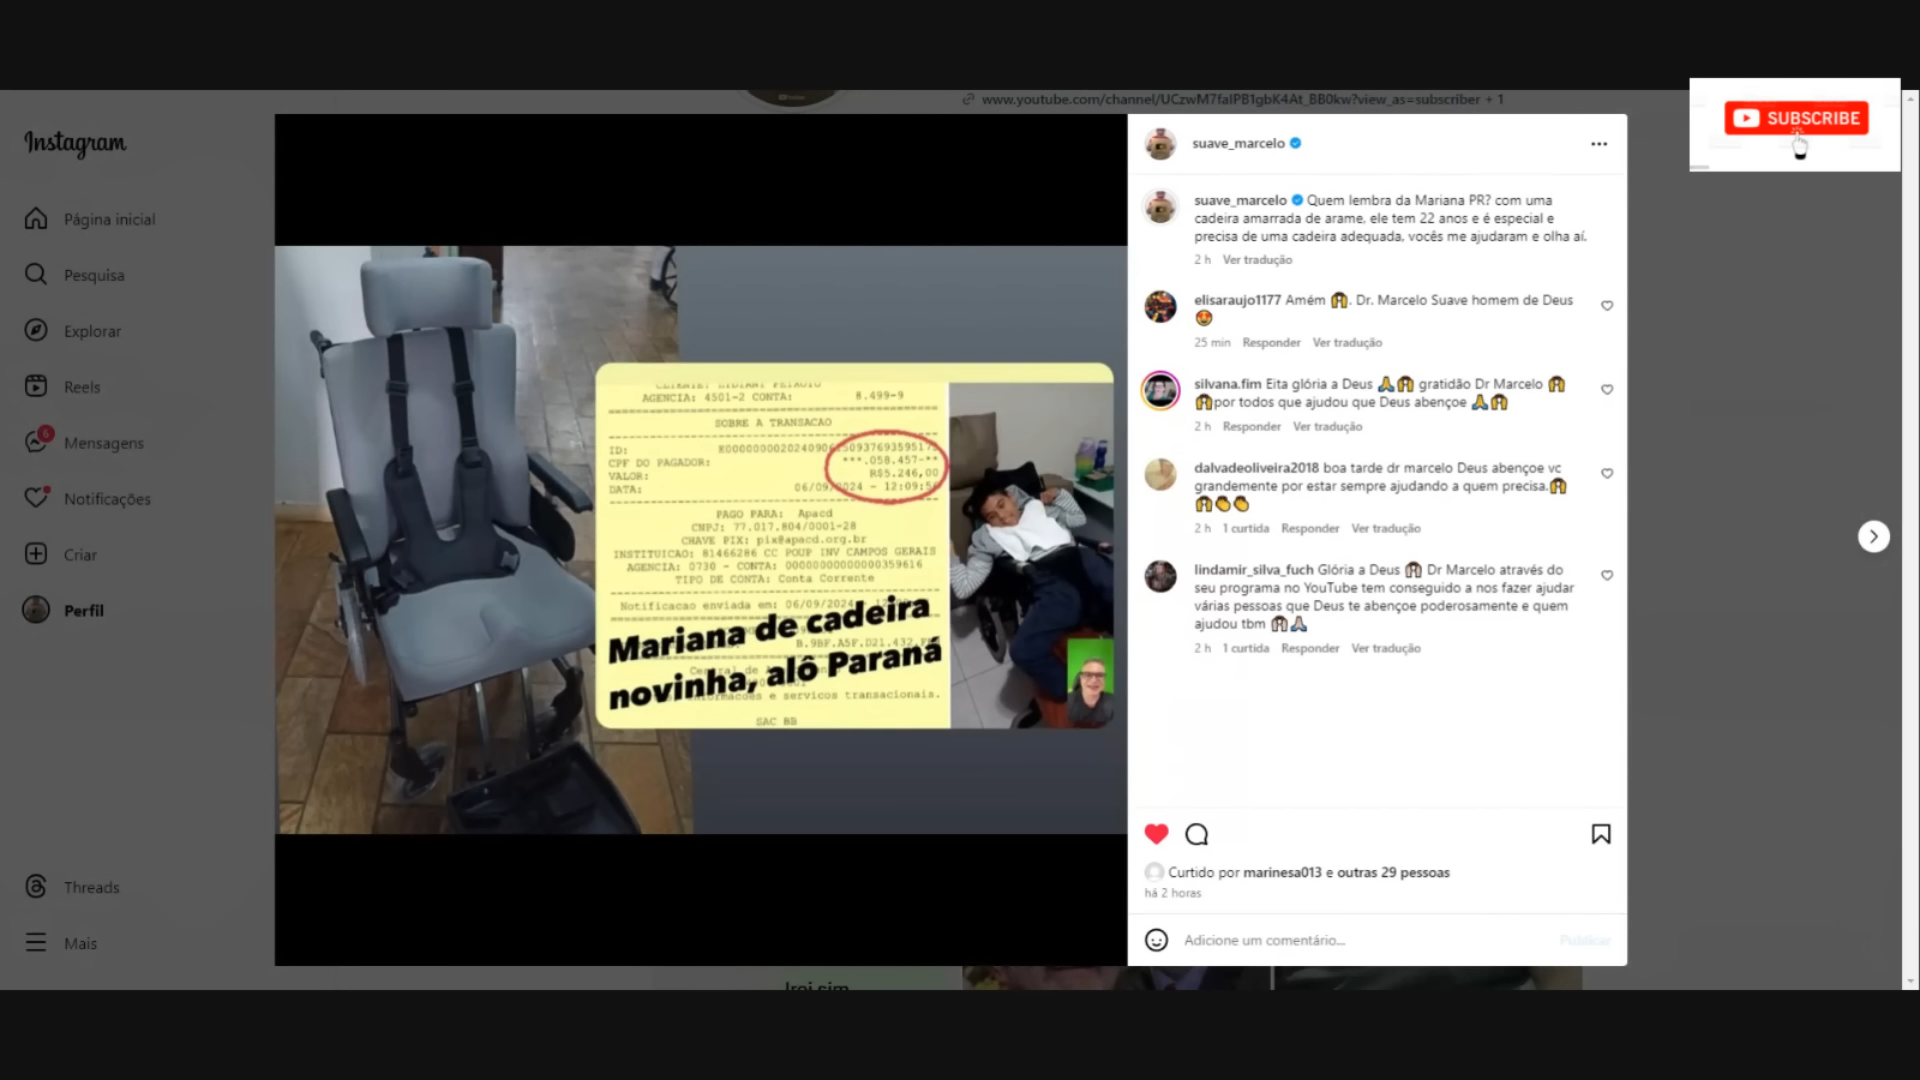 www.youtube.com/channel/UCzwM7faIPB1gbK4At_BB0kw?view_as=subscriber + 1
SUBSCRIBE
Instagram
Página inicial
Pesquisa
Explorar
Reels
6
Mensagens
Notificações
Criar
Perfil
Threads
Mais
AGENCIA: 4501-2 CONTA: 8.499-9
SOBRE A TRANSACAO
ID:
CPF DO PAGADOR: ***.058.457-**
VALOR: R$5.246,00
DATA: 06/09/2024 - 12:09:5
PAGO PARA: Apacd
CNPJ: 77.017.804/0001-28
CHAVE PIX: pix@apacd.org.br
INSTITUICAO: 81466286 CC POUP INV CAMPOS GERAIS
AGENCIA: 0730 - CONTA: 00000000000000359616
TIPO DE CONTA: Conta Corrente
Notificacao enviada em: 06/09/2024
Mariana de cadeira
novinha, alô Paraná
servicos transacionais.
SAC BB
suave_marcelo
suave_marcelo Quem lembra da Mariana PR? com uma
cadeira amarrada de arame, ele tem 22 anos e é especial e
precisa de uma cadeira adequada, vocês me ajudaram e olha aí.
2 h Ver tradução
elisaraujo1177 Amém 🙌. Dr. Marcelo Suave homem de Deus
😍
25 min Responder Ver tradução
silvana.fim Eita glória a Deus 🙏🙌 gratidão Dr Marcelo 🙌
🙌por todos que ajudou que Deus abençoe 🙏🙌
2 h Responder Ver tradução
dalvadeoliveira2018 boa tarde dr marcelo Deus abençoe vc
grandemente por estar sempre ajudando a quem precisa.🙌
🙌👏👏
2 h 1 curtida Responder Ver tradução
lindamir_silva_fuch Glória a Deus 🙌 Dr Marcelo através do
seu programa no YouTube tem conseguido a nos fazer ajudar
várias pessoas que Deus te abençoe poderosamente e quem
ajudou tbm 🙌🙏
2 h 1 curtida Responder Ver tradução
Curtido por marinesa013 e outras 29 pessoas
há 2 horas
Adicione um comentário...
Publicar